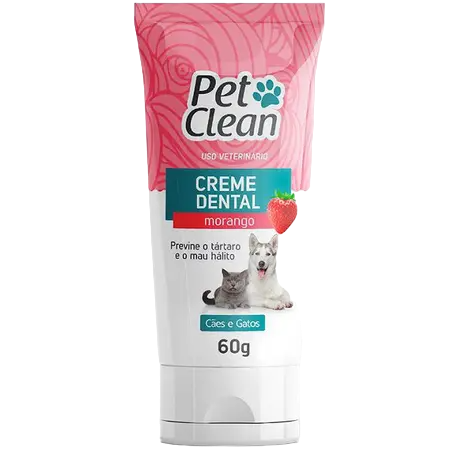 Pet
Clean
USO VETERINÁRIO
CREME
DENTAL
morango
Previne o tártaro
e o mau hálito
Cães e Gatos
60g